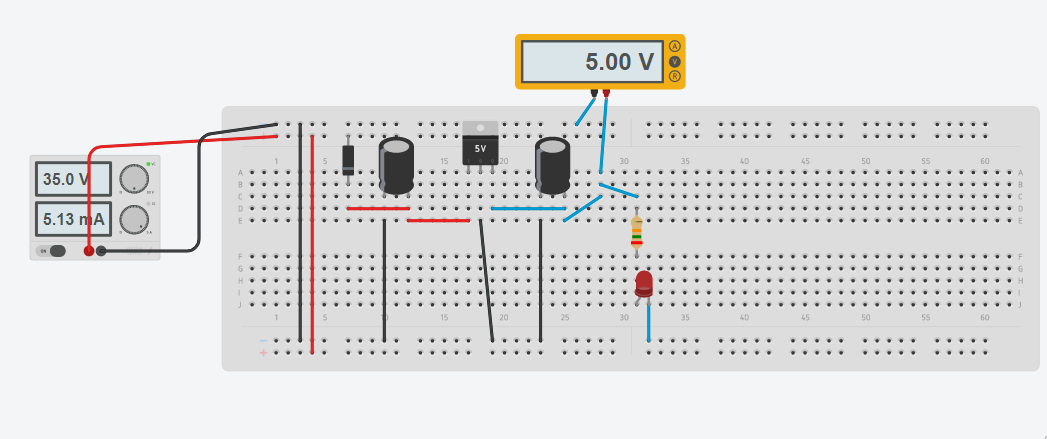 5.00 V
A
V
R
35.0 V
5.13 mA
5V
1 5 10 15 20 25 30 35 40 45 50 55 60
A A
B B
C C
D D
E E
F F
G G
H H
I I
J J
1 5 10 15 20 25 30 35 40 45 50 55 60
−
+